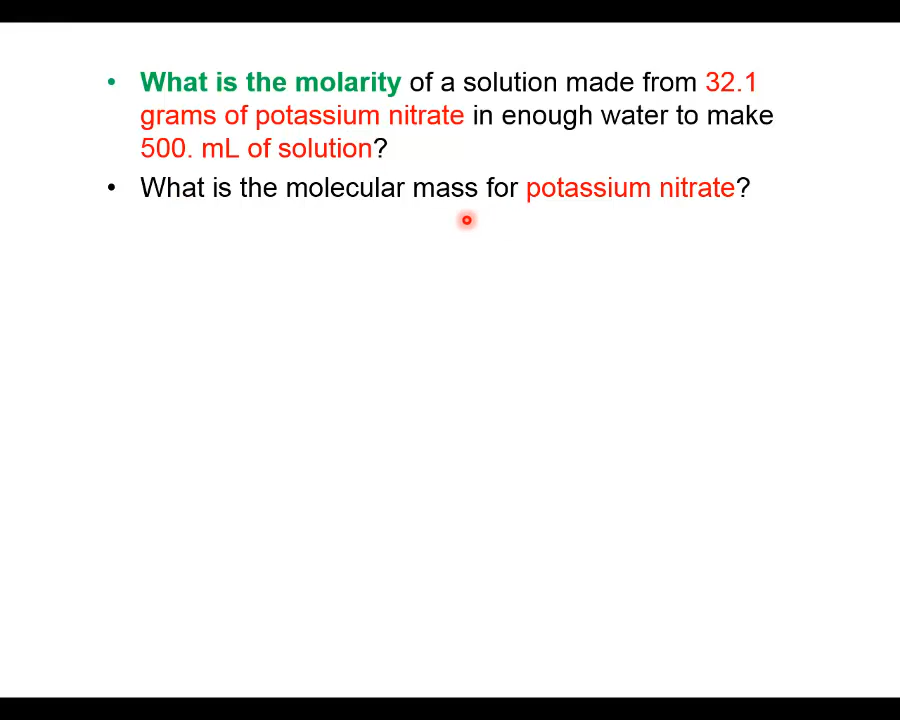 • What is the molarity of a solution made from 32.1
grams of potassium nitrate in enough water to make
500. mL of solution?
• What is the molecular mass for potassium nitrate?